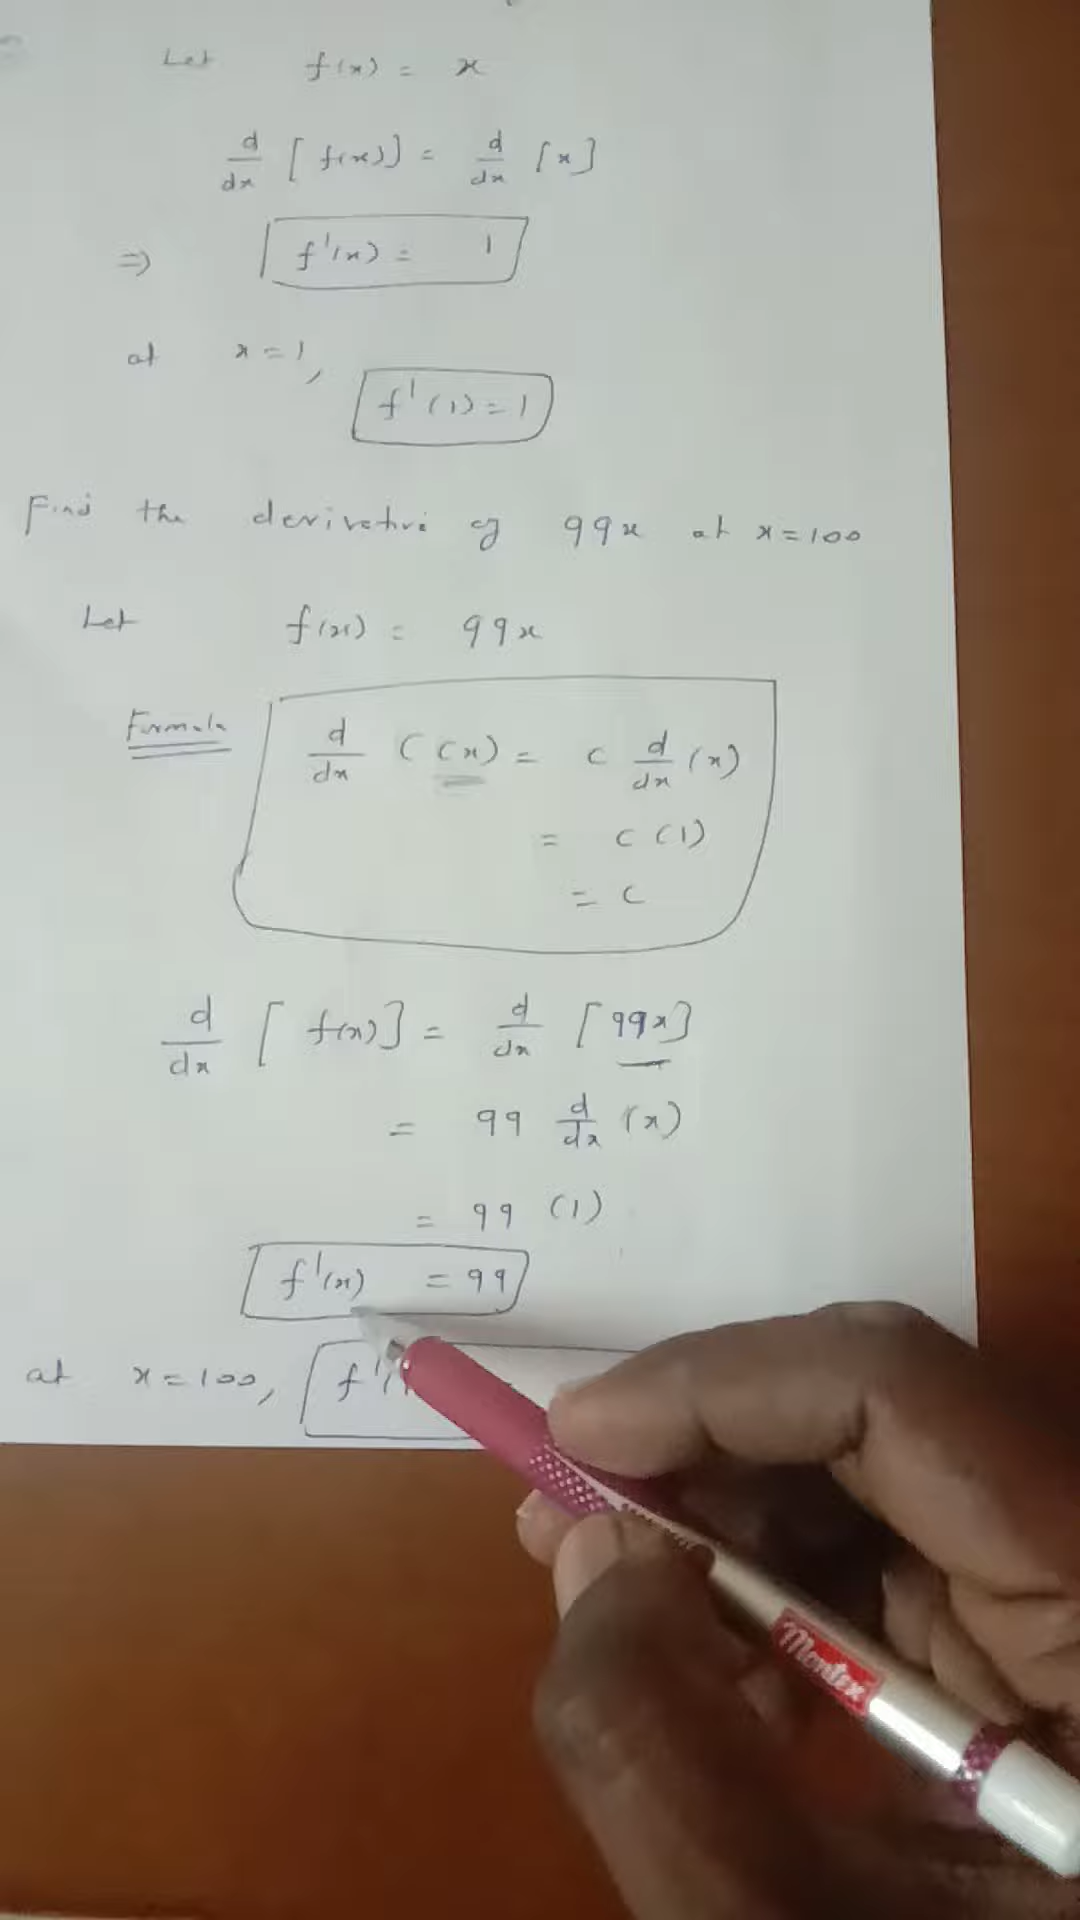 Let f(x) = x
d/dx [f(x)] = d/dx [x]
⇒ f'(x) = 1
at x = 1, f'(1) = 1
Find the derivative of 99x at x = 100
Let f(x) = 99x
Formula d/dx (cx) = c d/dx (x)
= c (1)
= c
d/dx [f(x)] = d/dx [99x]
= 99 d/dx (x)
= 99 (1)
f'(x) = 99
at x = 100, f'(
Montex